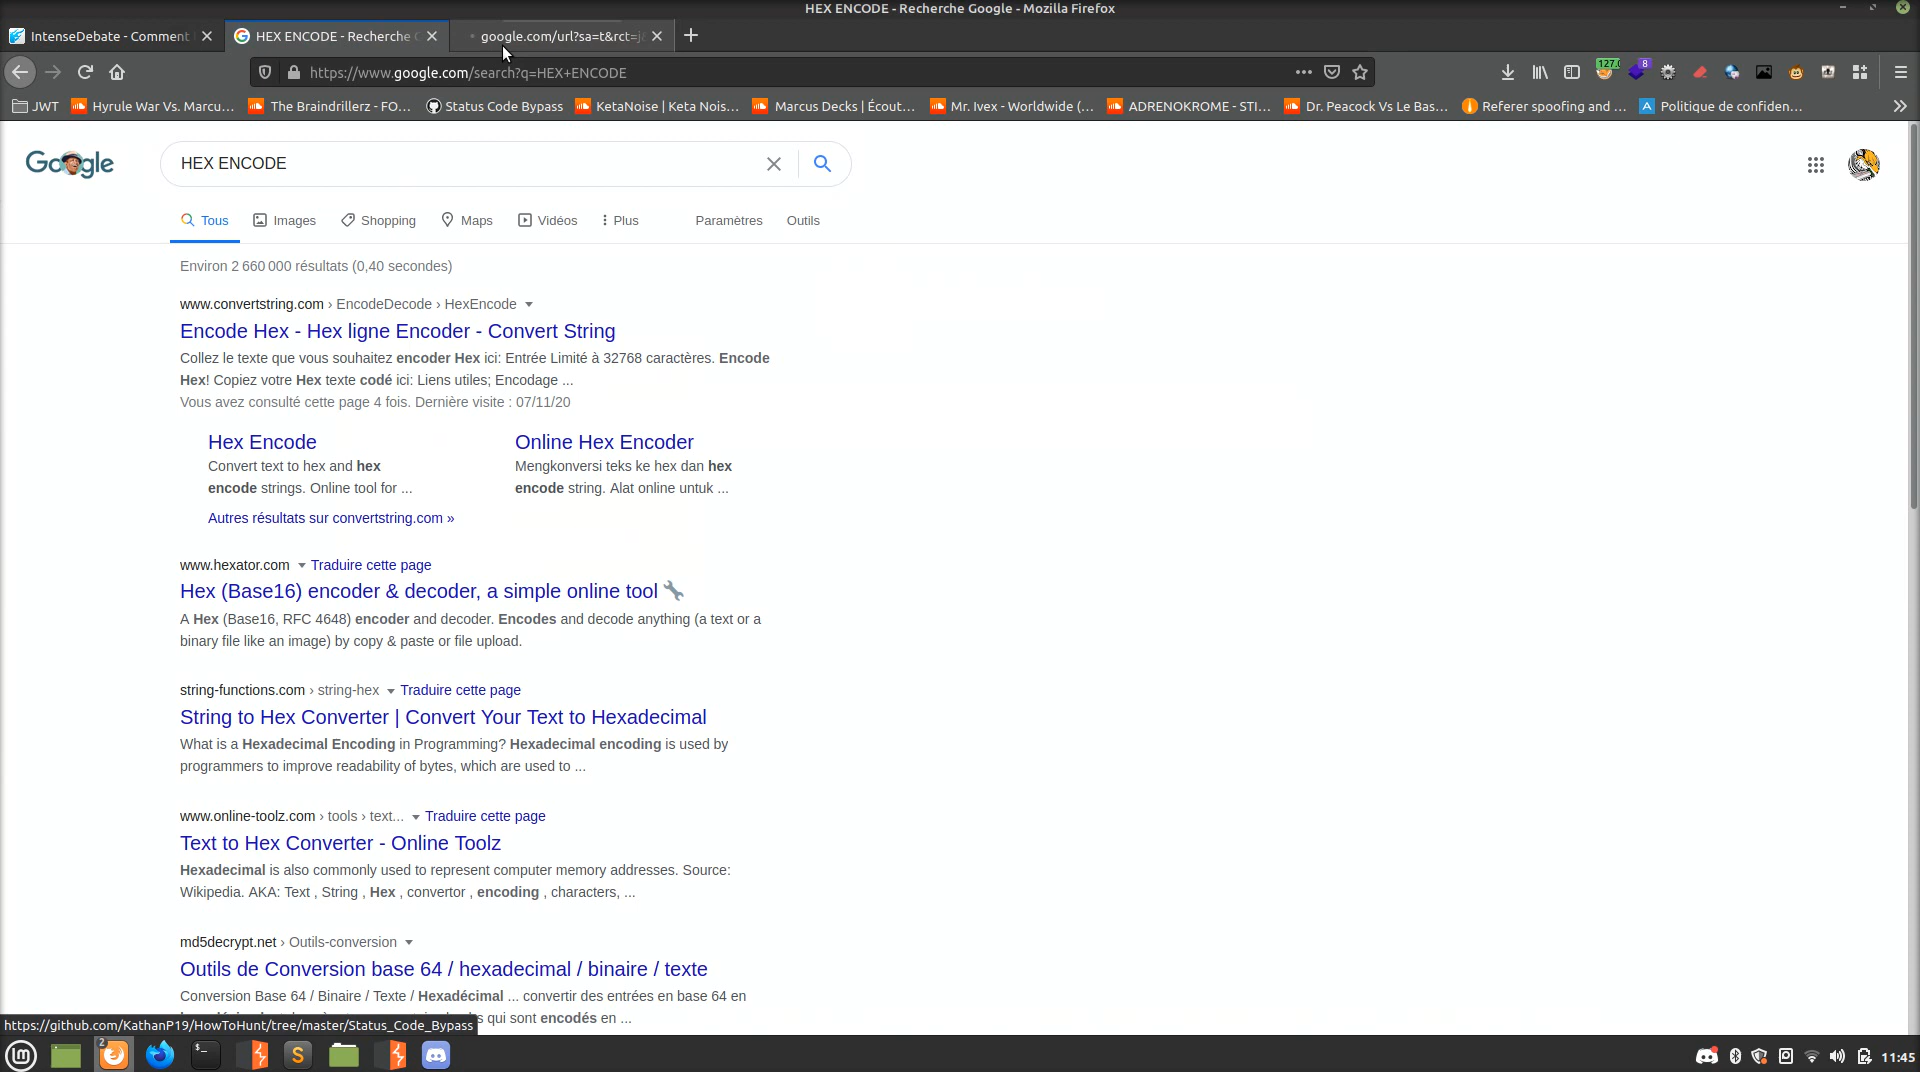 HEX ENCODE - Recherche Google - Mozilla Firefox
IntenseDebate - Comment
HEX ENCODE - Recherche G
google.com/url?sa=t&rct=j&
https://www.google.com/search?q=HEX+ENCODE
127.0
8
JWT
Hyrule War Vs. Marcu…
The Braindrillerz - FO…
Status Code Bypass
KetaNoise | Keta Nois…
Marcus Decks | Écout…
Mr. Ivex - Worldwide (…
ADRENOKROME - STI…
Dr. Peacock Vs Le Bas…
Referer spoofing and …
Politique de confiden…
Google
HEX ENCODE
Tous
Images
Shopping
Maps
Vidéos
Plus
Paramètres
Outils
Environ 2 660 000 résultats (0,40 secondes)
www.convertstring.com › EncodeDecode › HexEncode
Encode Hex - Hex ligne Encoder - Convert String
Collez le texte que vous souhaitez encoder Hex ici: Entrée Limité à 32768 caractères. Encode
Hex! Copiez votre Hex texte codé ici: Liens utiles; Encodage ...
Vous avez consulté cette page 4 fois. Dernière visite : 07/11/20
Hex Encode
Convert text to hex and hex
encode strings. Online tool for ...
Online Hex Encoder
Mengkonversi teks ke hex dan hex
encode string. Alat online untuk ...
Autres résultats sur convertstring.com »
www.hexator.com
Traduire cette page
Hex (Base16) encoder & decoder, a simple online tool
A Hex (Base16, RFC 4648) encoder and decoder. Encodes and decode anything (a text or a
binary file like an image) by copy & paste or file upload.
string-functions.com › string-hex
Traduire cette page
String to Hex Converter | Convert Your Text to Hexadecimal
What is a Hexadecimal Encoding in Programming? Hexadecimal encoding is used by
programmers to improve readability of bytes, which are used to ...
www.online-toolz.com › tools › text...
Traduire cette page
Text to Hex Converter - Online Toolz
Hexadecimal is also commonly used to represent computer memory addresses. Source:
Wikipedia. AKA: Text , String , Hex , convertor , encoding , characters, ...
md5decrypt.net › Outils-conversion
Outils de Conversion base 64 / hexadecimal / binaire / texte
Conversion Base 64 / Binaire / Texte / Hexadécimal ... convertir des entrées en base 64 en
qui sont encodés en ...
https://github.com/KathanP19/HowToHunt/tree/master/Status_Code_Bypass
2
11:45